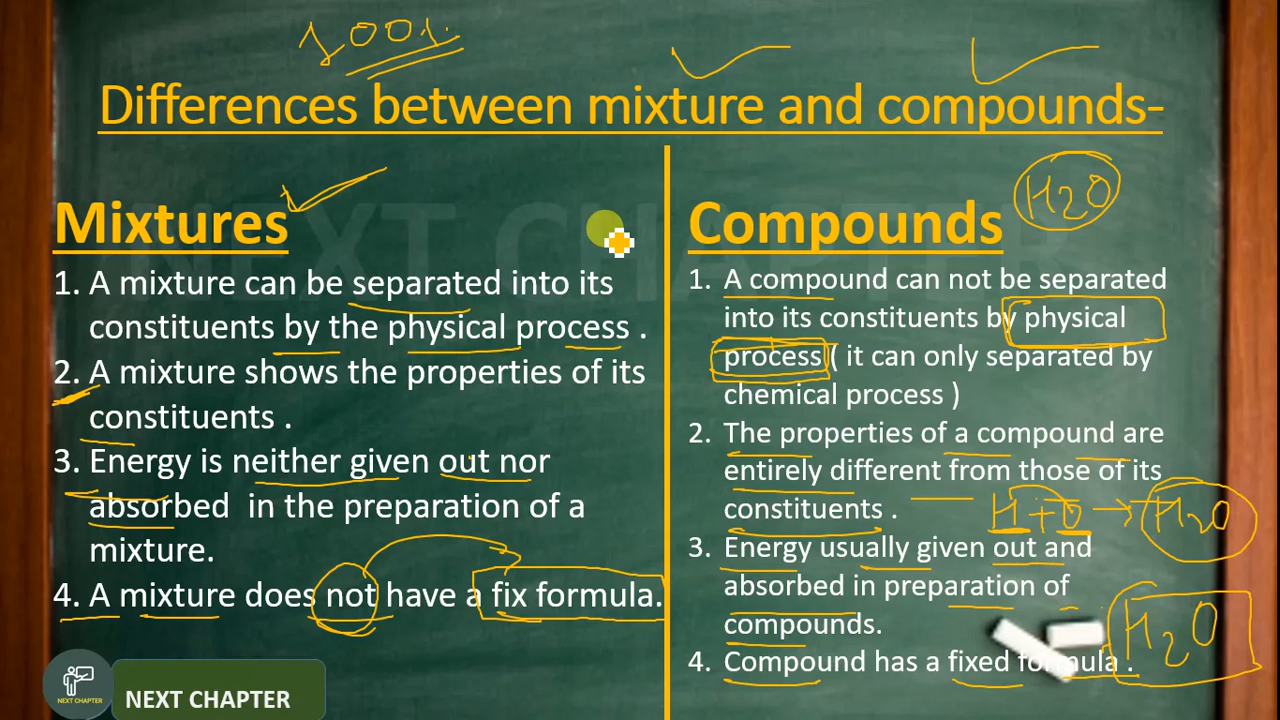 100%
Differences between mixture and compounds-
Mixtures
1. A mixture can be separated into its
constituents by the physical process .
2. A mixture shows the properties of its
constituents .
3. Energy is neither given out nor
absorbed in the preparation of a
mixture.
4. A mixture does not have a fix formula.
Compounds
H2O
1. A compound can not be separated
into its constituents by physical
process ( it can only separated by
chemical process )
2. The properties of a compound are
entirely different from those of its
constituents .
H + O → H2O
3. Energy usually given out and
absorbed in preparation of
compounds.
H2O
4. Compound has a fixed formula .
NEXT CHAPTER
NEXT CHAPTER
NEXT CHAPTER